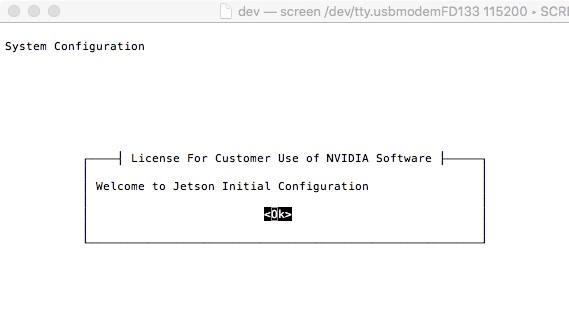 dev — screen /dev/tty.usbmodemFD133 115200 ▸ SCR
System Configuration
License For Customer Use of NVIDIA Software
Welcome to Jetson Initial Configuration
<Ok>